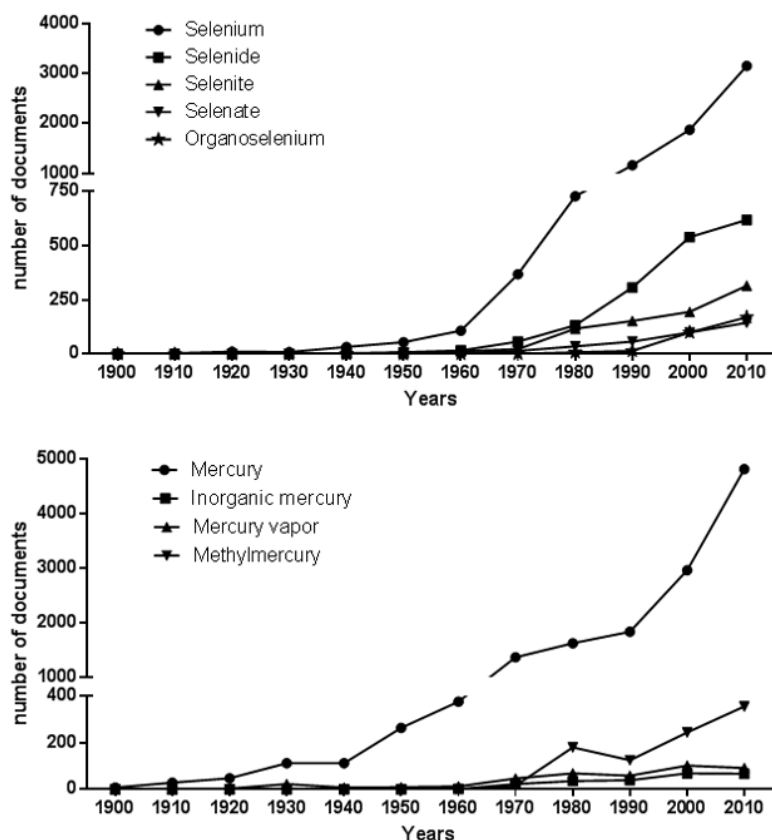 4000
3000
2000
1000
750
500
250
0
number of documents
Selenium
Selenide
Selenite
Selenate
Organoselenium
1900 1910 1920 1930 1940 1950 1960 1970 1980 1990 2000 2010
Years
5000
4000
3000
2000
1000
400
200
0
number of documents
Mercury
Inorganic mercury
Mercury vapor
Methylmercury
1900 1910 1920 1930 1940 1950 1960 1970 1980 1990 2000 2010
Years